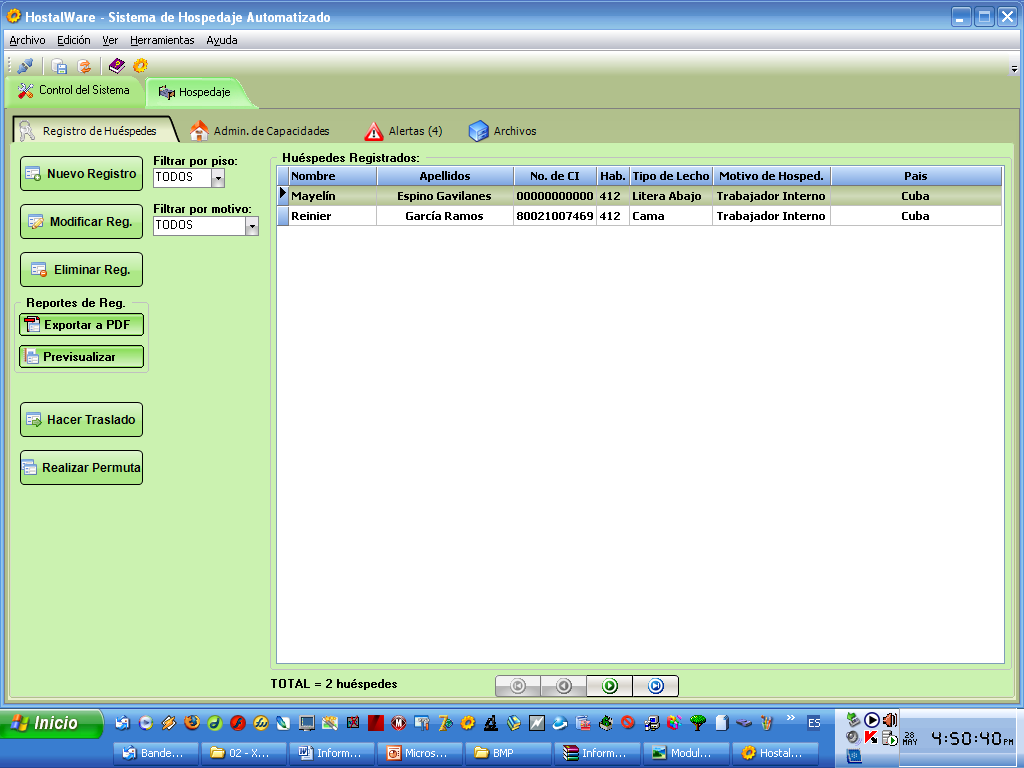 HostalWare - Sistema de Hospedaje Automatizado
Archivo Edición Ver Herramientas Ayuda
Control del Sistema Hospedaje
Registro de Huéspedes Admin. de Capacidades Alertas (4) Archivos
Nuevo Registro
Modificar Reg.
Eliminar Reg.
Reportes de Reg.
Exportar a PDF
Previsualizar
Hacer Traslado
Realizar Permuta
Filtrar por piso:
TODOS
Filtrar por motivo:
TODOS
Huéspedes Registrados:
Nombre Apellidos No. de CI Hab. Tipo de Lecho Motivo de Hosped. Pais
Mayelín Espino Gavilanes 00000000000 412 Litera Abajo Trabajador Interno Cuba
Reinier García Ramos 80021007469 412 Cama Trabajador Interno Cuba
TOTAL = 2 huéspedes
Inicio
» ES
Bande... 02 - X... Inform... Micros... BMP Inform... Modul... Hostal...
28 MAY 4:50:40 PM